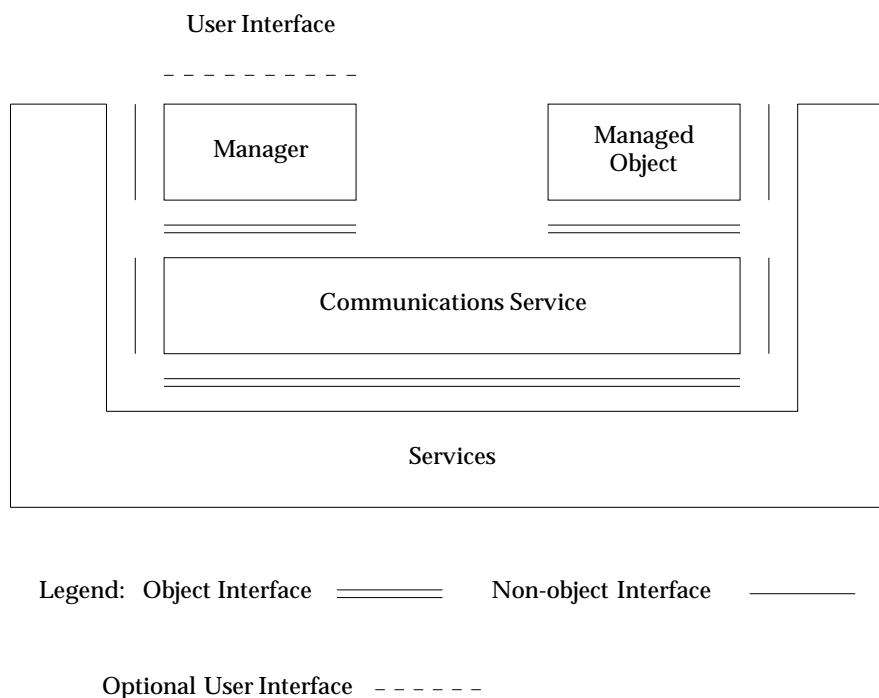 User Interface
Manager
Managed
Object
Communications Service
Services
Legend: Object Interface
Non-object Interface
Optional User Interface